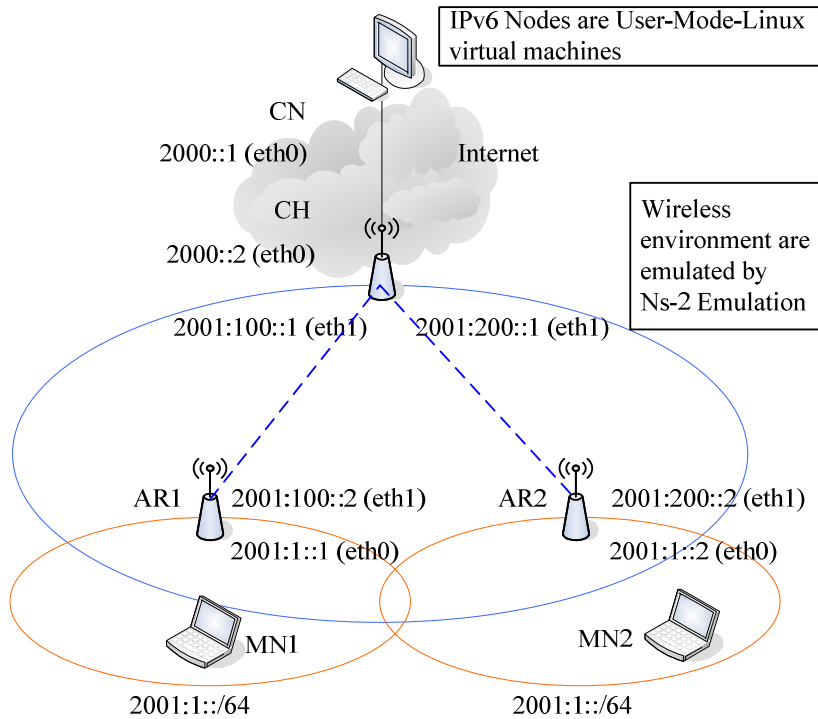 IPv6 Nodes are User-Mode-Linux
virtual machines
CN
2000::1 (eth0)
Internet
CH
2000::2 (eth0)
Wireless
environment are
emulated by
Ns-2 Emulation
2001:100::1 (eth1)
2001:200::1 (eth1)
AR1
2001:100::2 (eth1)
AR2
2001:200::2 (eth1)
2001:1::1 (eth0)
2001:1::2 (eth0)
MN1
MN2
2001:1::/64
2001:1::/64